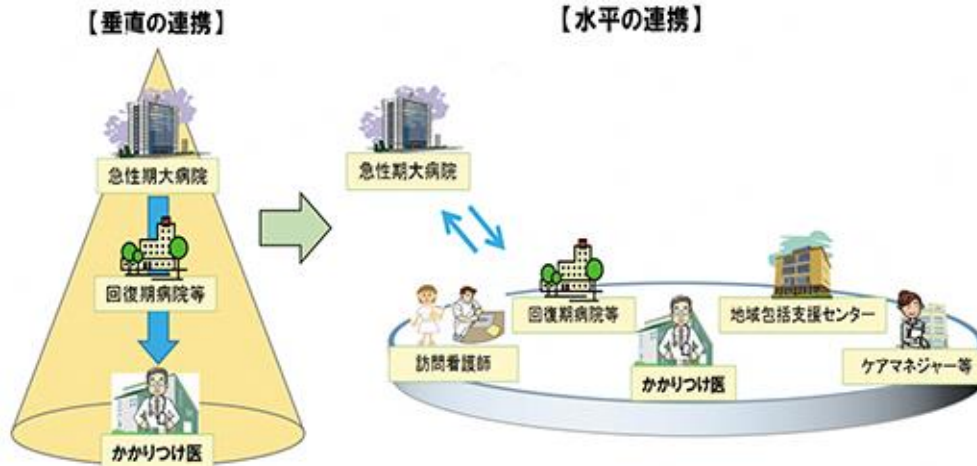 【垂直の連携】
急性期大病院
回復期病院等
かかりつけ医
【水平の連携】
急性期大病院
回復期病院等
地域包括支援センター
訪問看護師
かかりつけ医
ケアマネジャー等